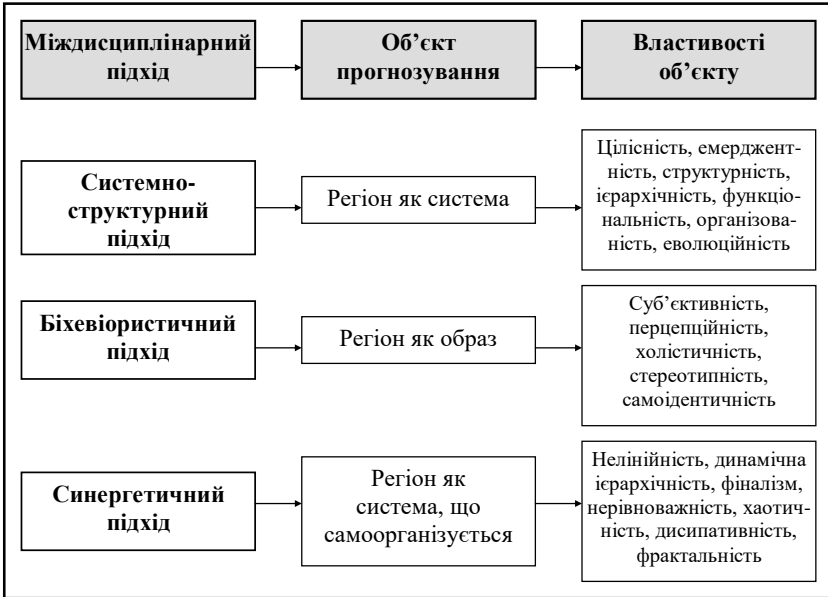 Міждисциплінарний
підхід
Об’єкт
прогнозування
Властивості
об’єкту
Системно-
структурний
підхід
Регіон як система
Цілісність, емерджент-
ність, структурність,
ієрархічність, функціо-
нальність, організова-
ність, еволюційність
Біхевіористичний
підхід
Регіон як образ
Суб’єктивність,
перцепційність,
холістичність,
стереотипність,
самоідентичність
Синергетичний
підхід
Регіон як
система, що
самоорганізується
Нелінійність, динамічна
ієрархічність, фіналізм,
нерівноважність, хаотич-
ність, дисипативність,
фрактальність